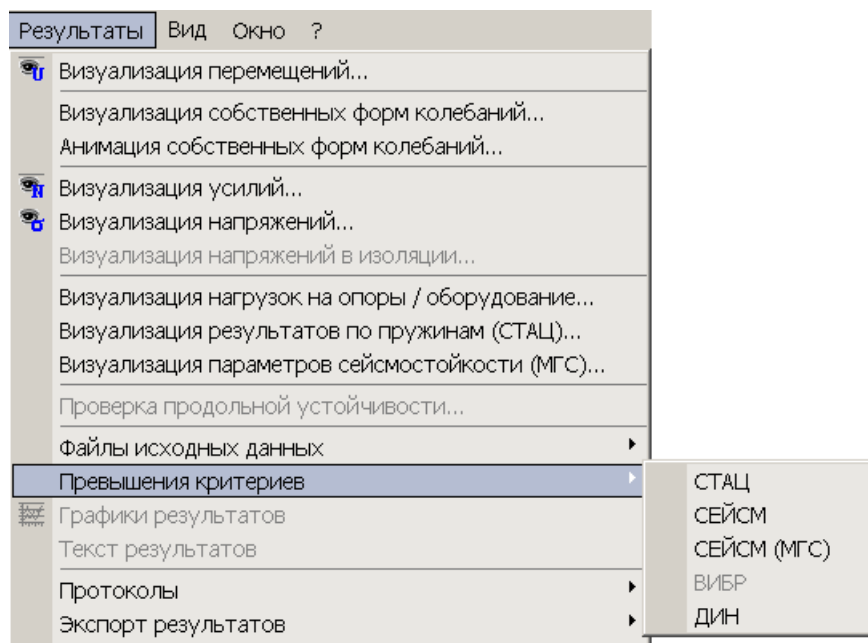 Результаты Вид Окно ?
Визуализация перемещений...
Визуализация собственных форм колебаний...
Анимация собственных форм колебаний...
Визуализация усилий...
Визуализация напряжений...
Визуализация напряжений в изоляции...
Визуализация нагрузок на опоры / оборудование...
Визуализация результатов по пружинам (СТАЦ)...
Визуализация параметров сейсмостойкости (МГС)...
Проверка продольной устойчивости...
Файлы исходных данных
Превышения критериев
Графики результатов
Текст результатов
Протоколы
Экспорт результатов
СТАЦ
СЕЙСМ
СЕЙСМ (МГС)
ВИБР
ДИН